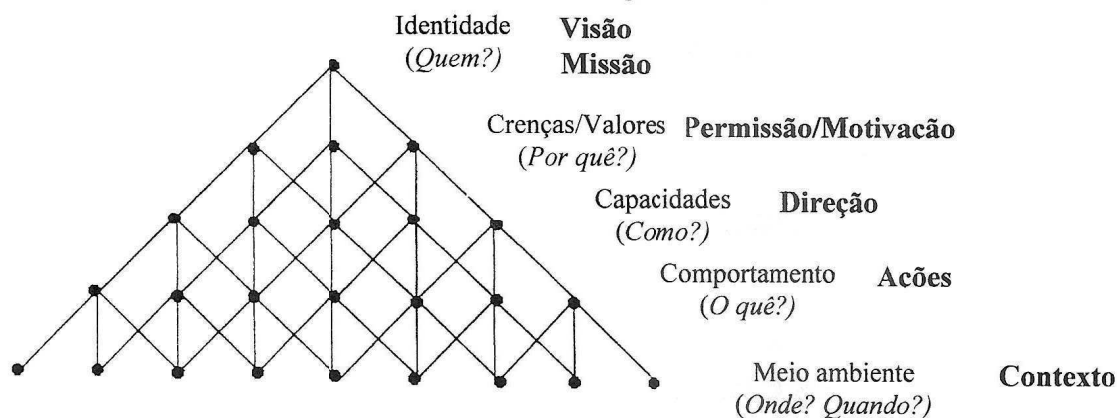 Identidade Visão
(Quem?) Missão
Crenças/Valores Permissão/Motivacão
(Por quê?)
Capacidades Direção
(Como?)
Comportamento Acões
(O quê?)
Meio ambiente Contexto
(Onde? Quando?)